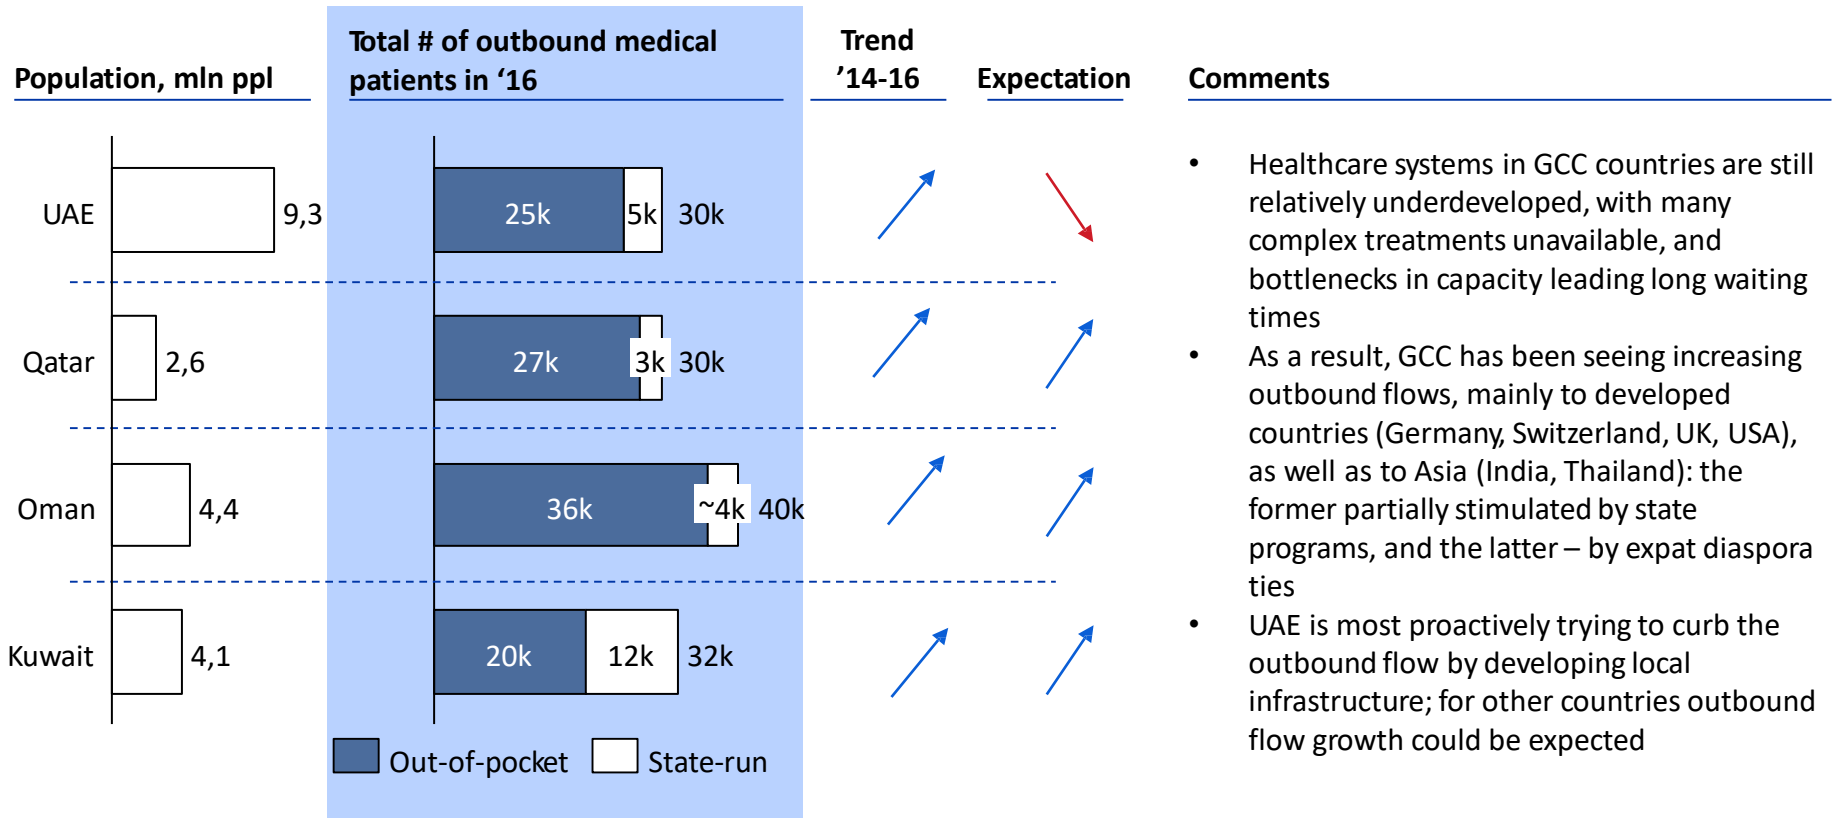 Population, mln ppl
Total # of outbound medical
patients in ‘16
Trend
’14-16
Expectation
Comments
UAE
9,3
25k
5k
30k
Qatar
2,6
27k
3k
30k
Oman
4,4
36k
~4k
40k
Kuwait
4,1
20k
12k
32k
Out-of-pocket
State-run
• Healthcare systems in GCC countries are still
relatively underdeveloped, with many
complex treatments unavailable, and
bottlenecks in capacity leading long waiting
times
• As a result, GCC has been seeing increasing
outbound flows, mainly to developed
countries (Germany, Switzerland, UK, USA),
as well as to Asia (India, Thailand): the
former partially stimulated by state
programs, and the latter – by expat diaspora
ties
• UAE is most proactively trying to curb the
outbound flow by developing local
infrastructure; for other countries outbound
flow growth could be expected